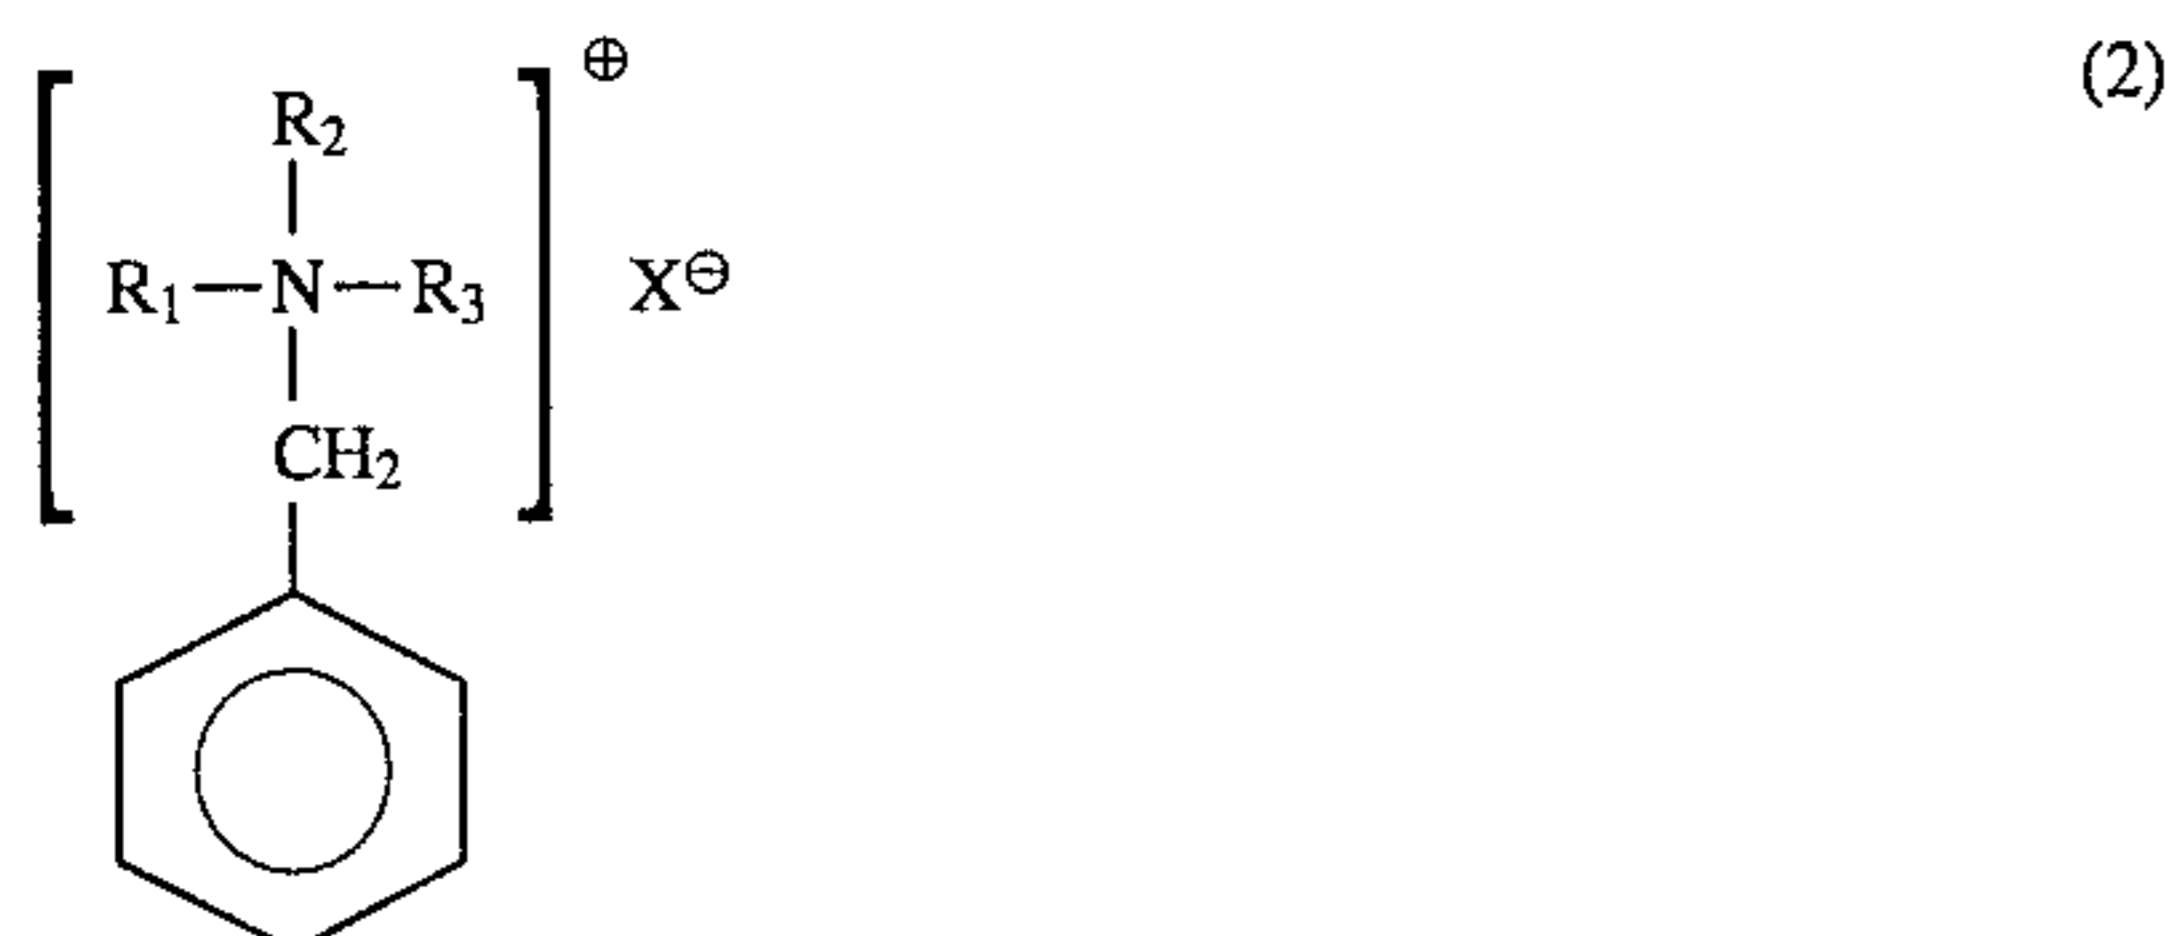 (2)
⊕
R₂
R₁—N—R₃ X⊖
CH₂